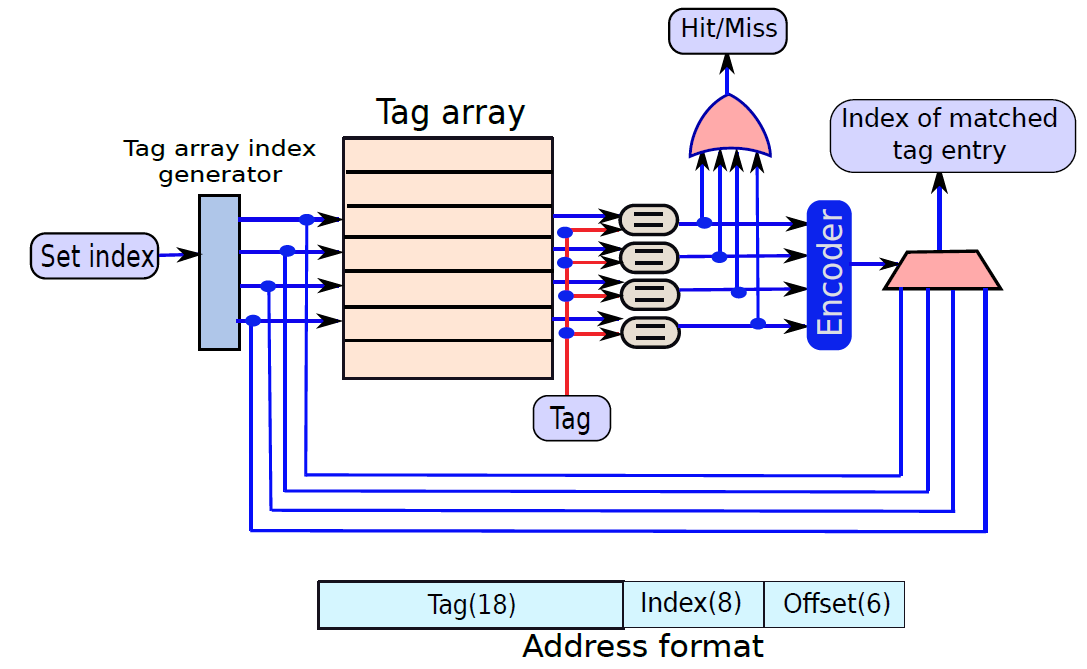 Hit/Miss
Tag array
Index of matched
tag entry
Tag array index
generator
Set index
Encoder
Tag
Tag(18)
Index(8)
Offset(6)
Address format